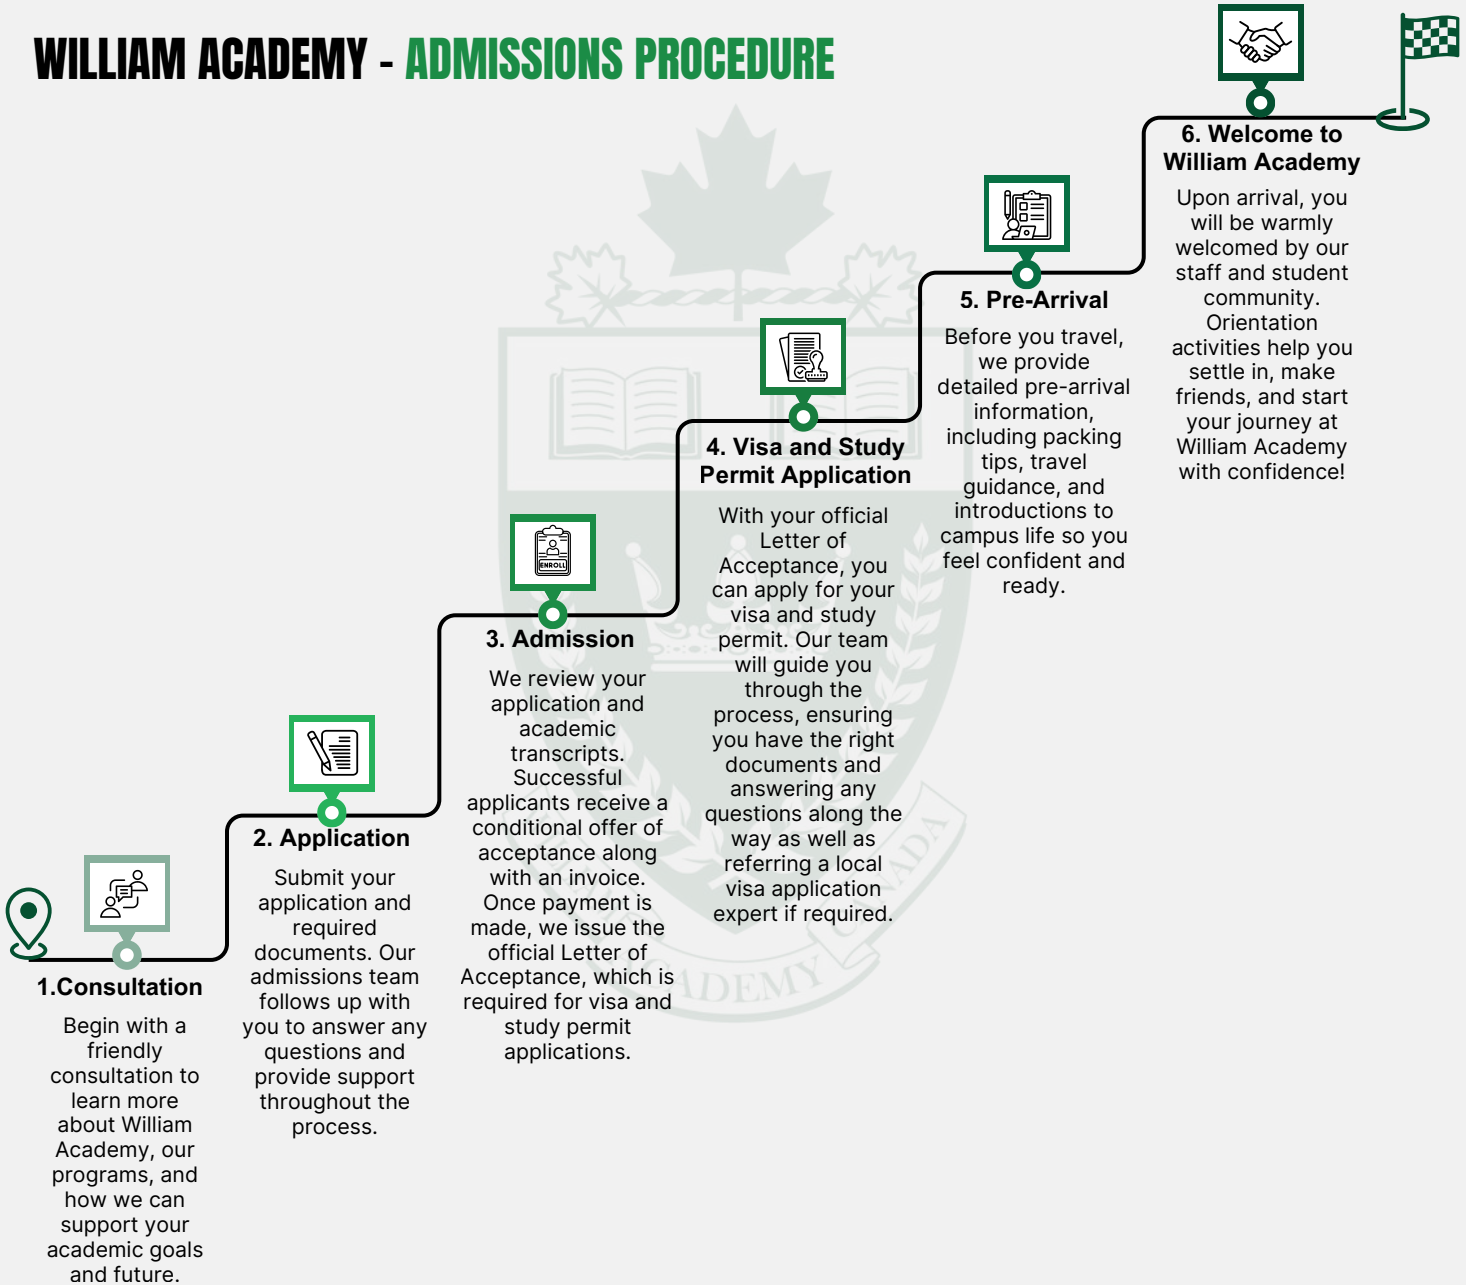 WILLIAM ACADEMY - ADMISSIONS PROCEDURE
1.Consultation
Begin with a
friendly
consultation to
learn more
about William
Academy, our
programs, and
how we can
support your
academic goals
and future.
2. Application
Submit your
application and
required
documents. Our
admissions team
follows up with
you to answer any
questions and
provide support
throughout the
process.
ENROLL
3. Admission
We review your
application and
academic
transcripts.
Successful
applicants receive a
conditional offer of
acceptance along
with an invoice.
Once payment is
made, we issue the
official Letter of
Acceptance, which is
required for visa and
study permit
applications.
4. Visa and Study
Permit Application
With your official
Letter of
Acceptance, you
can apply for your
visa and study
permit. Our team
will guide you
through the
process, ensuring
you have the right
documents and
answering any
questions along the
way as well as
referring a local
visa application
expert if required.
5. Pre-Arrival
Before you travel,
we provide
detailed pre-arrival
information,
including packing
tips, travel
guidance, and
introductions to
campus life so you
feel confident and
ready.
6. Welcome to
William Academy
Upon arrival, you
will be warmly
welcomed by our
staff and student
community.
Orientation
activities help you
settle in, make
friends, and start
your journey at
William Academy
with confidence!
WILLIAM
ACADEMY
CANADA